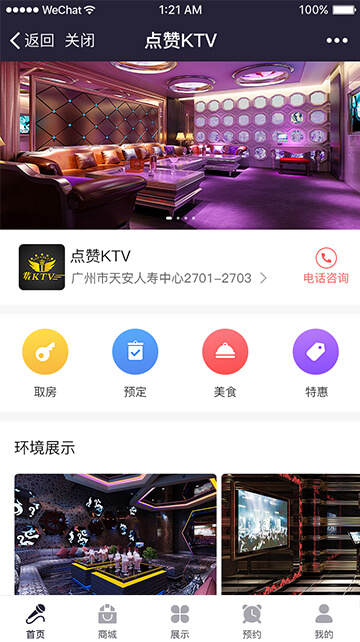 WeChat 1:21 AM 100%
返回 关闭 点赞KTV
点赞KTV
广州市天安人寿中心2701-2703
电话咨询
取房 预定 美食 特惠
环境展示
首页 商城 展示 预约 我的